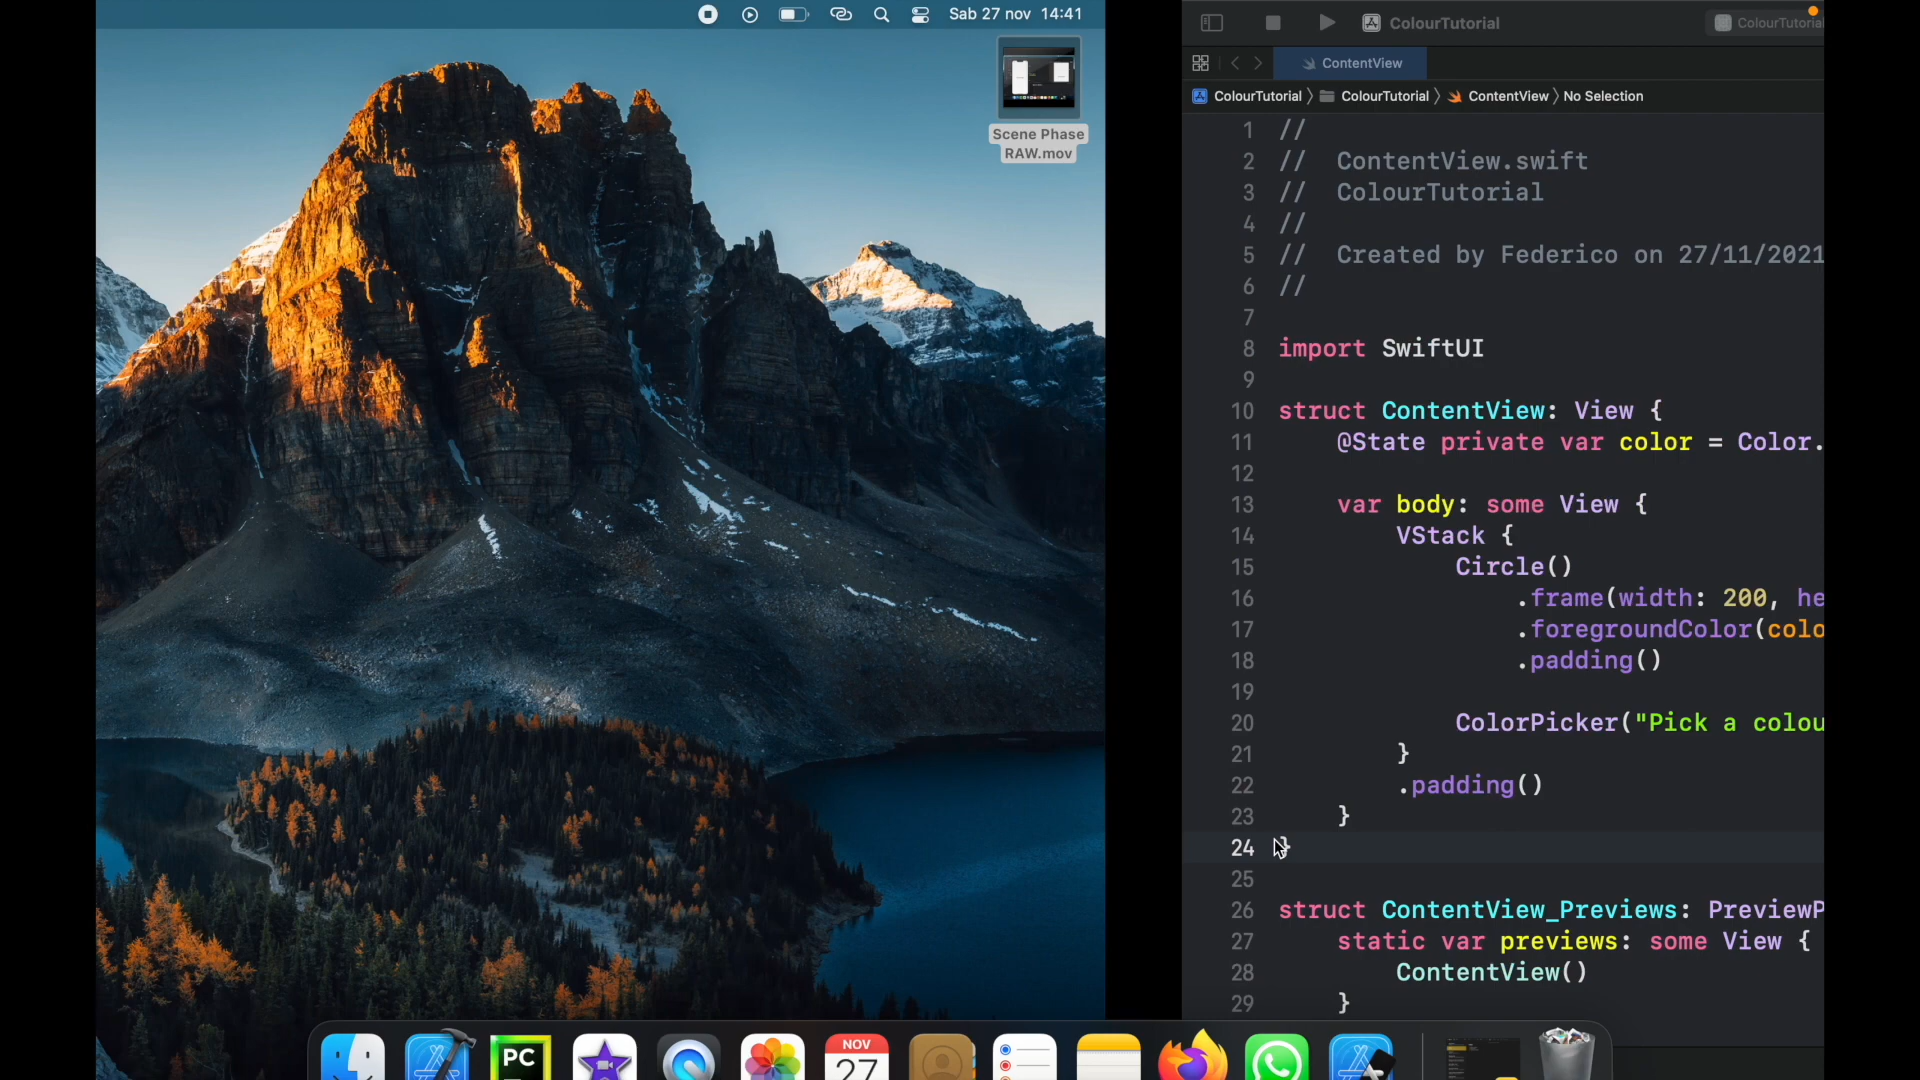 Sab 27 nov 14:41
Scene Phase
RAW.mov
ColourTutorial
ColourTutorial
ContentView
ColourTutorial
ColourTutorial
ContentView
No Selection
1 //
2 // ContentView.swift
3 // ColourTutorial
4 //
5 // Created by Federico on 27/11/2021
6 //
7
8 import SwiftUI
9
10 struct ContentView: View {
11 @State private var color = Color.
12
13 var body: some View {
14 VStack {
15 Circle()
16 .frame(width: 200, he
17 .foregroundColor(colo
18 .padding()
19
20 ColorPicker("Pick a colou
21 }
22 .padding()
23 }
24 }
25
26 struct ContentView_Previews: PreviewP
27 static var previews: some View {
28 ContentView()
29 }
PC
NOV
27